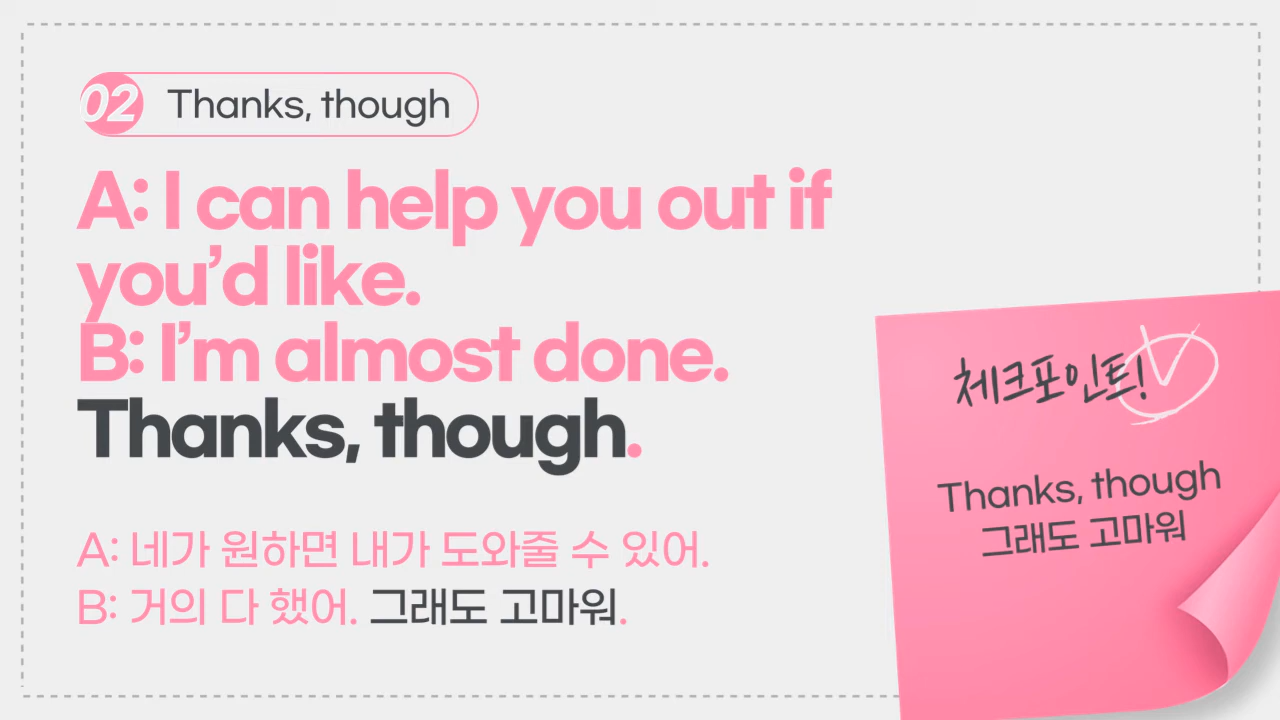 02 Thanks, though
A: I can help you out if
you’d like.
B: I’m almost done.
Thanks, though.
A: 네가 원하면 내가 도와줄 수 있어.
B: 거의 다 했어. 그래도 고마워.
체크포인트!
Thanks, though
그래도 고마워